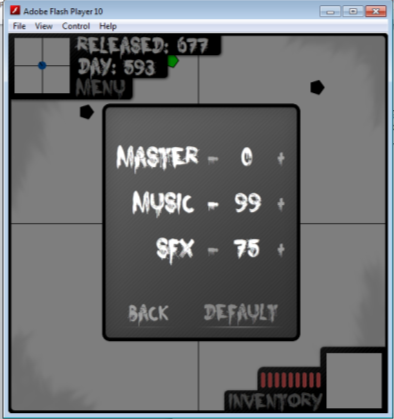 Adobe Flash Player 10
File View Control Help
RELEASED: 677
DAY: 593
MENU
MASTER - 0 +
MUSIC - 99 +
SFX - 75 +
BACK DEFAULT
INVENTORY